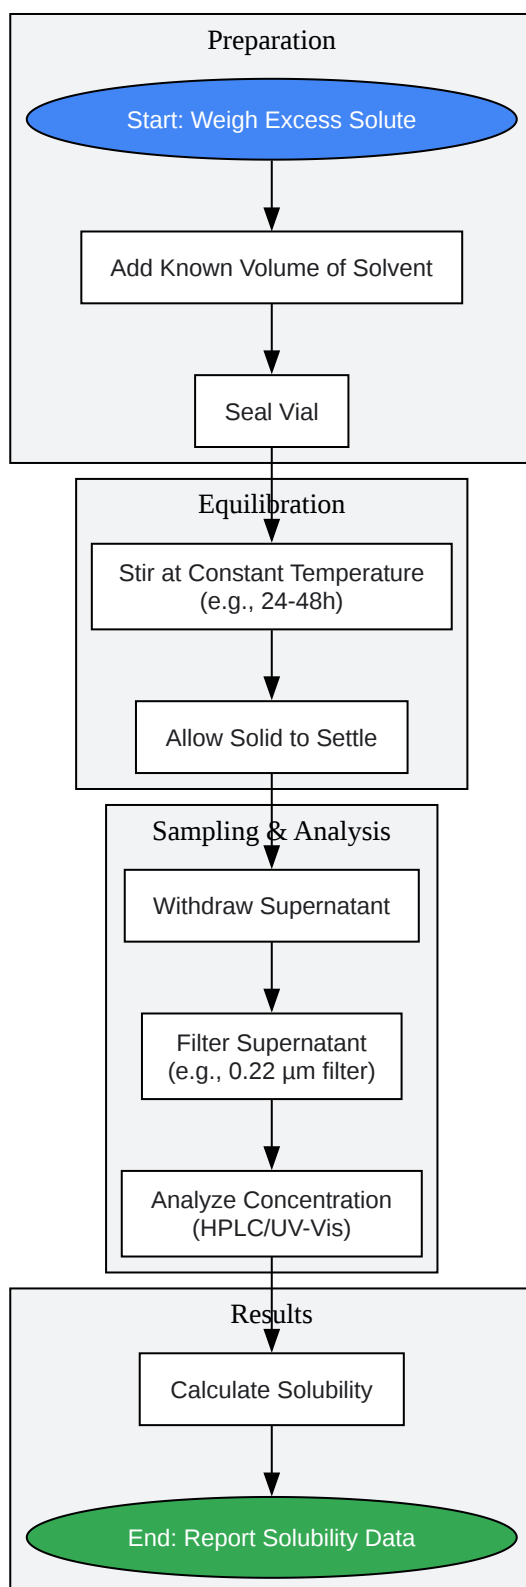 Preparation
Start: Weigh Excess Solute
Add Known Volume of Solvent
Seal Vial
Equilibration
Stir at Constant Temperature
(e.g., 24-48h)
Allow Solid to Settle
Sampling & Analysis
Withdraw Supernatant
Filter Supernatant
(e.g., 0.22 µm filter)
Analyze Concentration
(HPLC/UV-Vis)
Results
Calculate Solubility
End: Report Solubility Data